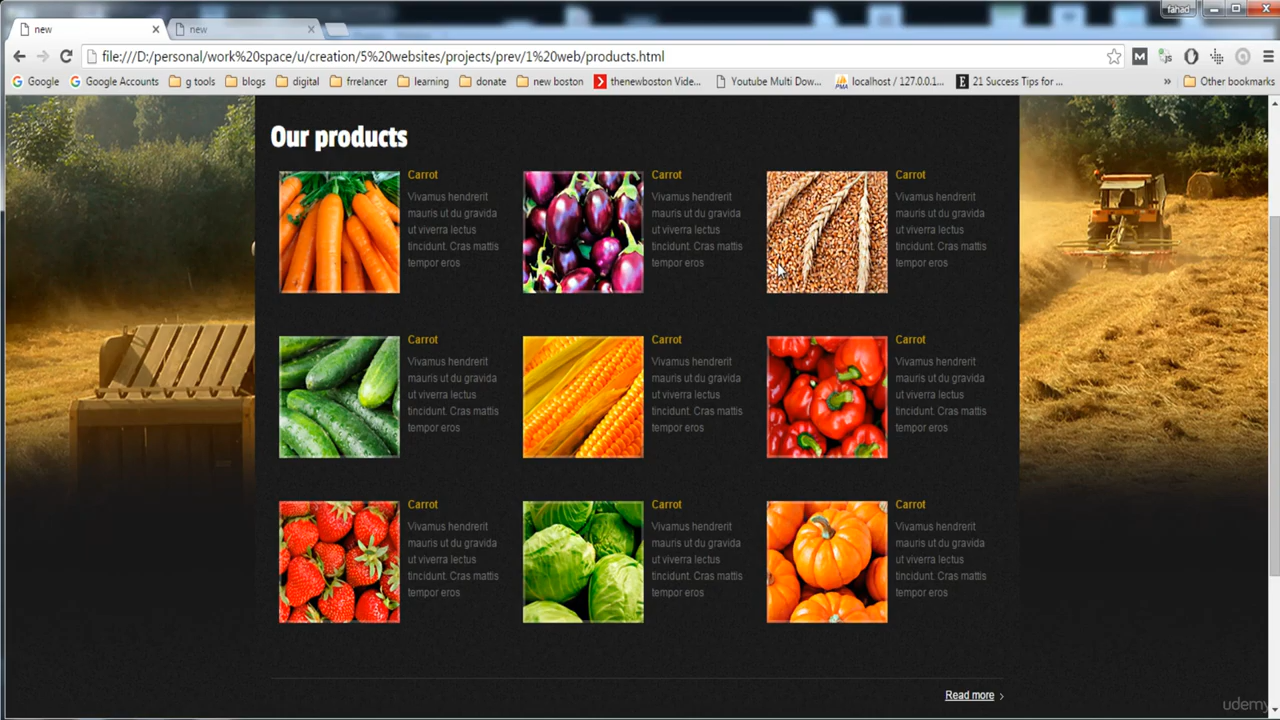 fahad
new
new
file:///D:/personal/work%20space/u/creation/5%20websites/projects/prev/1%20web/products.html
Google
Google Accounts
g tools
blogs
digital
frrelancer
learning
donate
new boston
thenewboston Vide...
Youtube Multi Dow...
localhost / 127.0.0.1...
21 Success Tips for ...
»
Other bookmarks
Our products
Carrot
Vivamus hendrerit
mauris ut du gravida
ut viverra lectus
tincidunt. Cras mattis
tempor eros
Carrot
Vivamus hendrerit
mauris ut du gravida
ut viverra lectus
tincidunt. Cras mattis
tempor eros
Carrot
Vivamus hendrerit
mauris ut du gravida
ut viverra lectus
tincidunt. Cras mattis
tempor eros
Carrot
Vivamus hendrerit
mauris ut du gravida
ut viverra lectus
tincidunt. Cras mattis
tempor eros
Carrot
Vivamus hendrerit
mauris ut du gravida
ut viverra lectus
tincidunt. Cras mattis
tempor eros
Carrot
Vivamus hendrerit
mauris ut du gravida
ut viverra lectus
tincidunt. Cras mattis
tempor eros
Carrot
Vivamus hendrerit
mauris ut du gravida
ut viverra lectus
tincidunt. Cras mattis
tempor eros
Carrot
Vivamus hendrerit
mauris ut du gravida
ut viverra lectus
tincidunt. Cras mattis
tempor eros
Carrot
Vivamus hendrerit
mauris ut du gravida
ut viverra lectus
tincidunt. Cras mattis
tempor eros
Read more
udemy